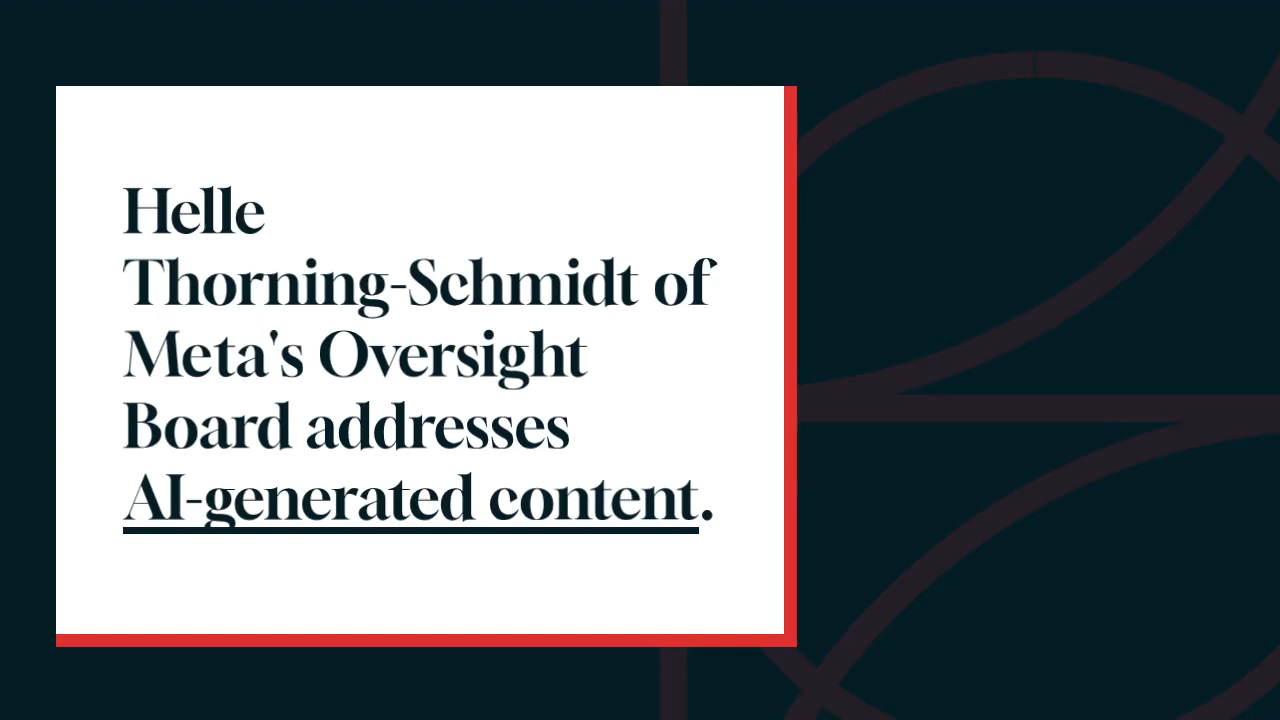 Helle
Thorning-Schmidt of
Meta's Oversight
Board addresses
AI-generated content.